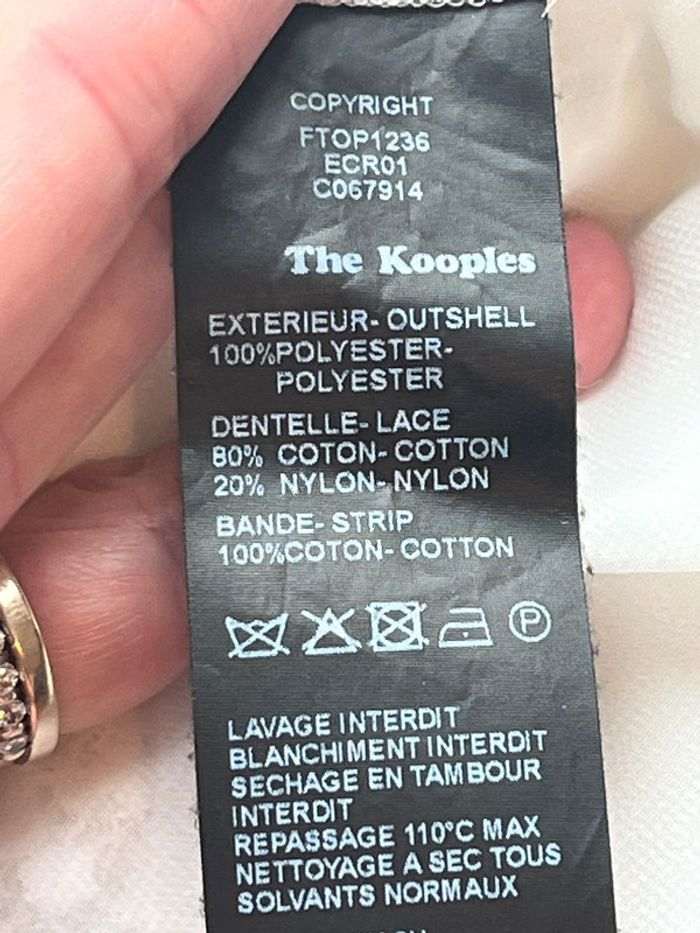 COPYRIGHT
FTOP1236
ECR01
C067914
The Kooples
EXTERIEUR- OUTSHELL
100%POLYESTER-
POLYESTER
DENTELLE- LACE
80% COTON- COTTON
20% NYLON- NYLON
BANDE- STRIP
100%COTON- COTTON
P
LAVAGE INTERDIT
BLANCHIMENT INTERDIT
SECHAGE EN TAMBOUR
INTERDIT
REPASSAGE 110°C MAX
NETTOYAGE A SEC TOUS
SOLVANTS NORMAUX